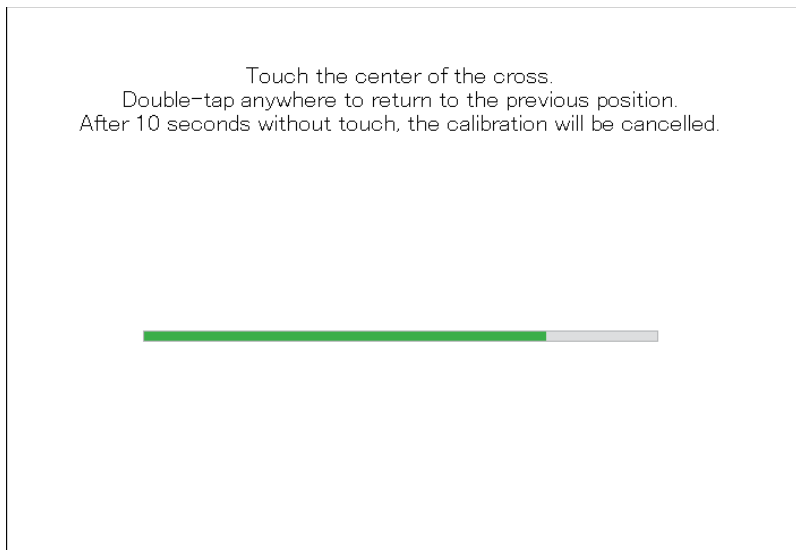 Touch the center of the cross.
Double-tap anywhere to return to the previous position.
After 10 seconds without touch, the calibration will be cancelled.